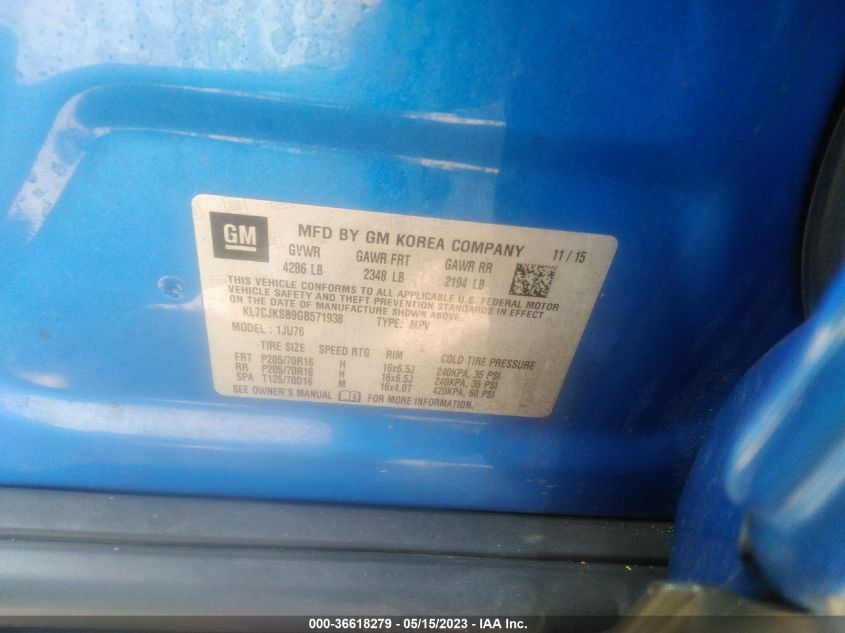 GM MFD BY GM KOREA COMPANY 11/15
GVWR GAWR FRT GAWR RR
4286 LB 2348 LB 2194 LB
THIS VEHICLE CONFORMS TO ALL APPLICABLE U.S. FEDERAL MOTOR
VEHICLE SAFETY AND THEFT PREVENTION STANDARDS IN EFFECT
ON THE DATE OF MANUFACTURE SHOWN ABOVE.
KL7CJKSB9GB571938 TYPE: MPV
MODEL: 1JU76
TIRE SIZE SPEED RTG RIM COLD TIRE PRESSURE
FRT P205/70R16 H 16x6.5J 240KPA, 35 PSI
RR P205/70R16 H 16x6.5J 240KPA, 35 PSI
SPA T125/70D16 M 16x4.0T 420KPA, 60 PSI
SEE OWNER'S MANUAL FOR MORE INFORMATION.
000-36618279 - 05/15/2023 - IAA Inc.